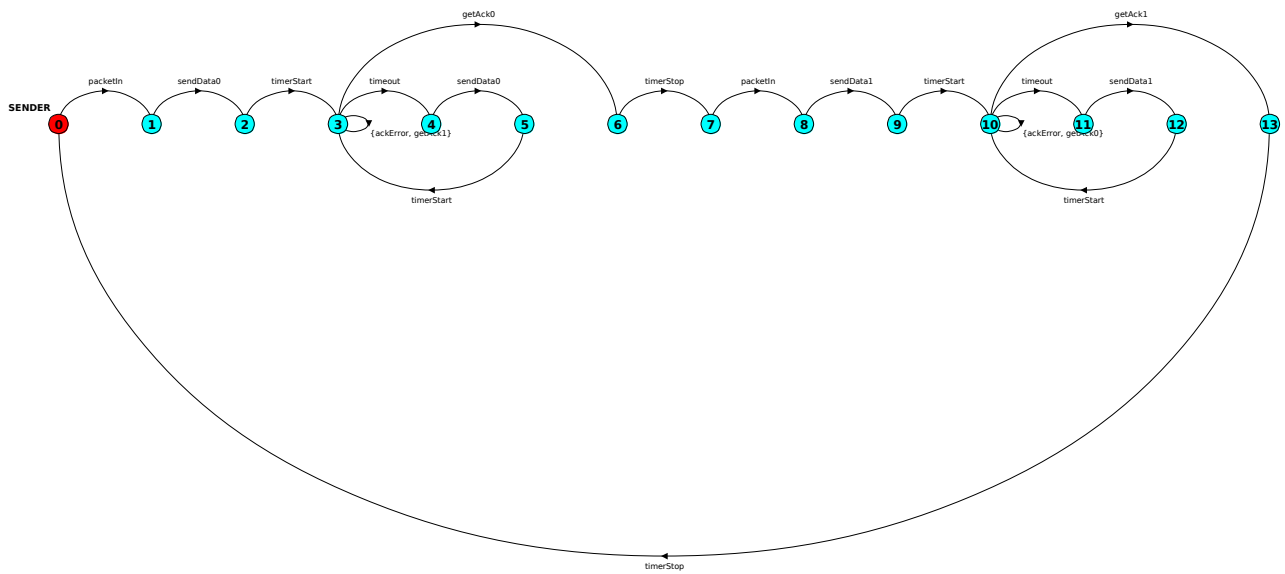 getAck0
getAck1
packetIn
sendData0
timerStart
timeout
sendData0
timerStop
packetIn
sendData1
timerStart
timeout
sendData1
SENDER
0
1
2
3
4
5
6
7
8
9
10
11
12
13
{ackError, getAck1}
{ackError, getAck0}
timerStart
timerStart
timerStop